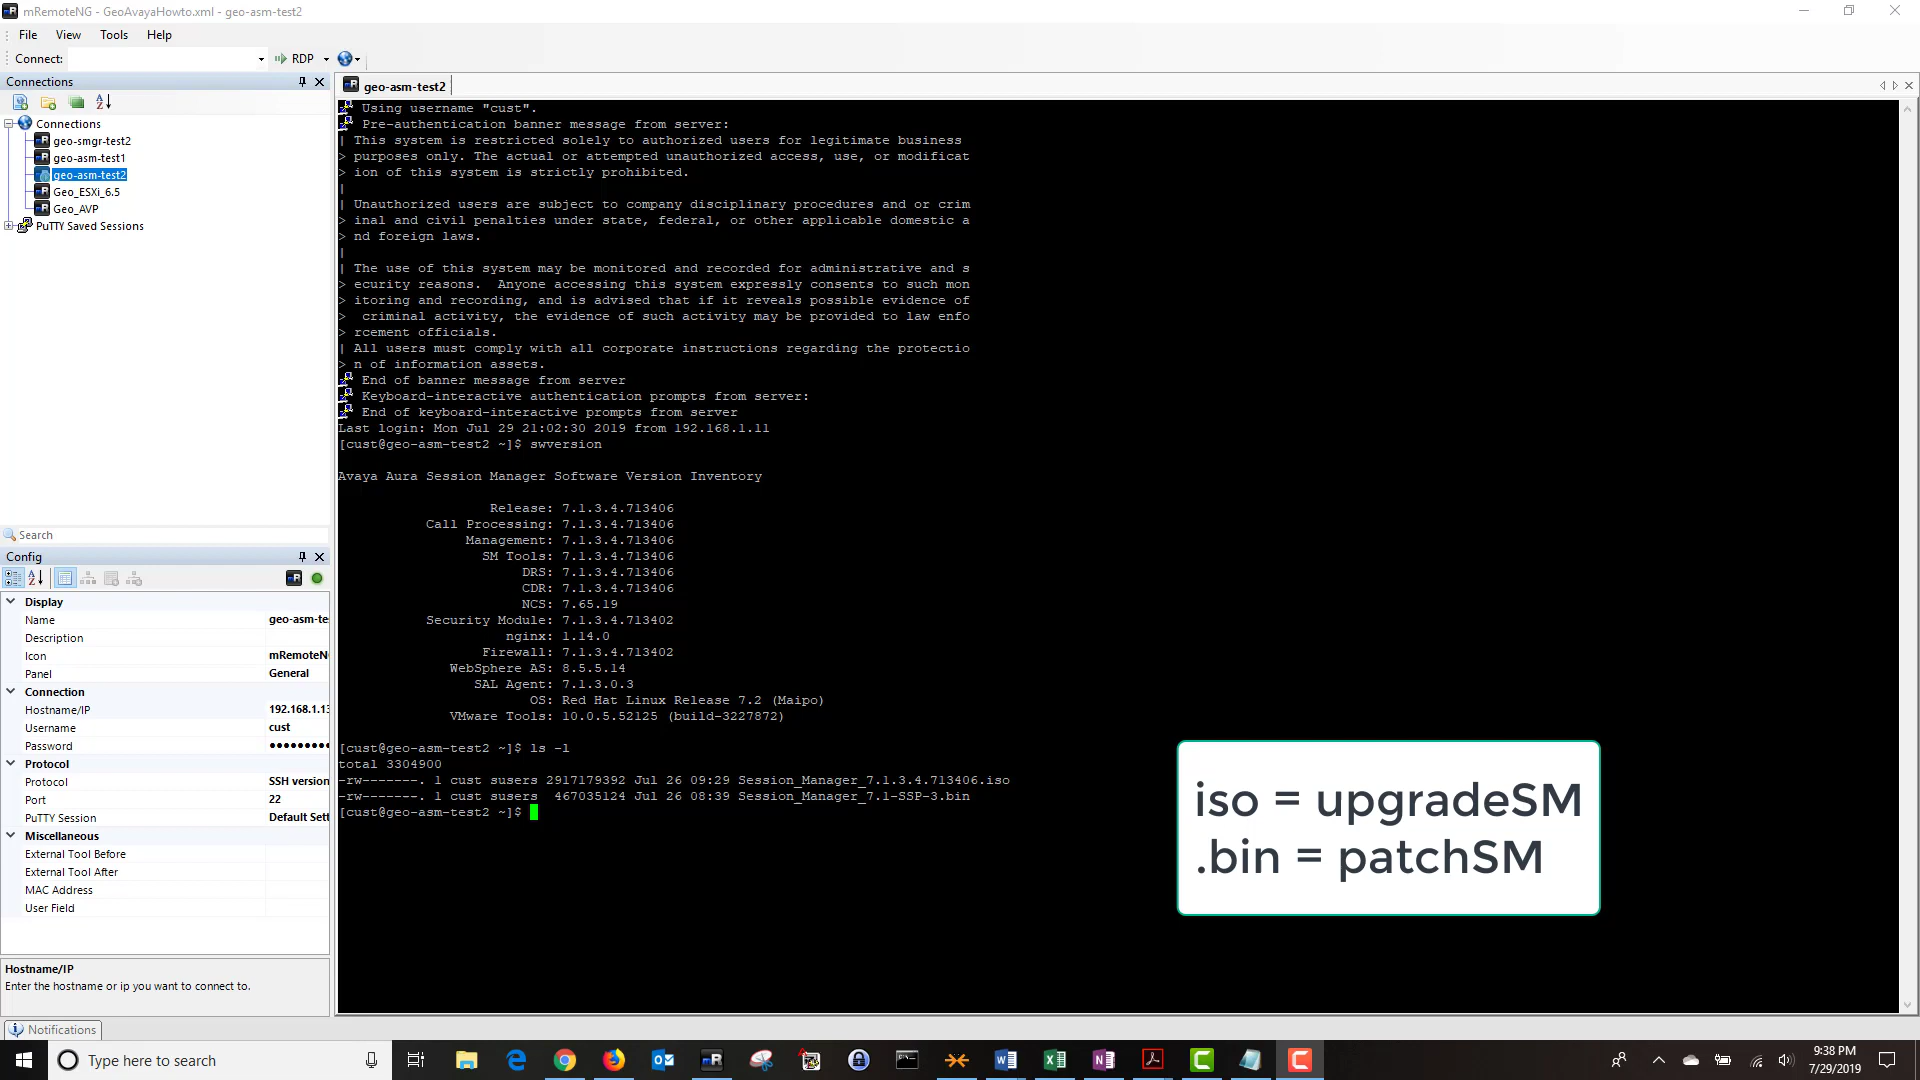 mRemoteNG - GeoAvayaHowto.xml - geo-asm-test2
File View Tools Help
Connect: RDP
Connections
Connections
geo-smgr-test2
geo-asm-test1
geo-asm-test2
Geo_ESXi_6.5
Geo_AVP
PuTTY Saved Sessions
Search
Config
Display
Name geo-asm-te
Description
Icon mRemoteN
Panel General
Connection
Hostname/IP 192.168.1.13
Username cust
Password ●●●●●●●●●
Protocol
Protocol SSH version
Port 22
PuTTY Session Default Sett
Miscellaneous
External Tool Before
External Tool After
MAC Address
User Field
Hostname/IP
Enter the hostname or ip you want to connect to.
Notifications
geo-asm-test2
Using username "cust".
Pre-authentication banner message from server:
| This system is restricted solely to authorized users for legitimate business
> purposes only. The actual or attempted unauthorized access, use, or modificat
> ion of this system is strictly prohibited.
|
| Unauthorized users are subject to company disciplinary procedures and or crim
> inal and civil penalties under state, federal, or other applicable domestic a
> nd foreign laws.
|
| The use of this system may be monitored and recorded for administrative and s
> ecurity reasons.  Anyone accessing this system expressly consents to such mon
> itoring and recording, and is advised that if it reveals possible evidence of
>  criminal activity, the evidence of such activity may be provided to law enfo
> rcement officials.
| All users must comply with all corporate instructions regarding the protectio
> n of information assets.
End of banner message from server
Keyboard-interactive authentication prompts from server:
End of keyboard-interactive prompts from server
Last login: Mon Jul 29 21:02:30 2019 from 192.168.1.11
[cust@geo-asm-test2 ~]$ swversion
Avaya Aura Session Manager Software Version Inventory
Release: 7.1.3.4.713406
Call Processing: 7.1.3.4.713406
Management: 7.1.3.4.713406
SM Tools: 7.1.3.4.713406
DRS: 7.1.3.4.713406
CDR: 7.1.3.4.713406
NCS: 7.65.19
Security Module: 7.1.3.4.713402
nginx: 1.14.0
Firewall: 7.1.3.4.713402
WebSphere AS: 8.5.5.14
SAL Agent: 7.1.3.0.3
OS: Red Hat Linux Release 7.2 (Maipo)
VMware Tools: 10.0.5.52125 (build-3227872)
[cust@geo-asm-test2 ~]$ ls -l
total 3304900
-rw-------. 1 cust susers 2917179392 Jul 26 09:29 Session_Manager_7.1.3.4.713406.iso
-rw-------. 1 cust susers  467035124 Jul 26 08:39 Session_Manager_7.1-SSP-3.bin
[cust@geo-asm-test2 ~]$
iso = upgradeSM
.bin = patchSM
Type here to search
9:38 PM
7/29/2019